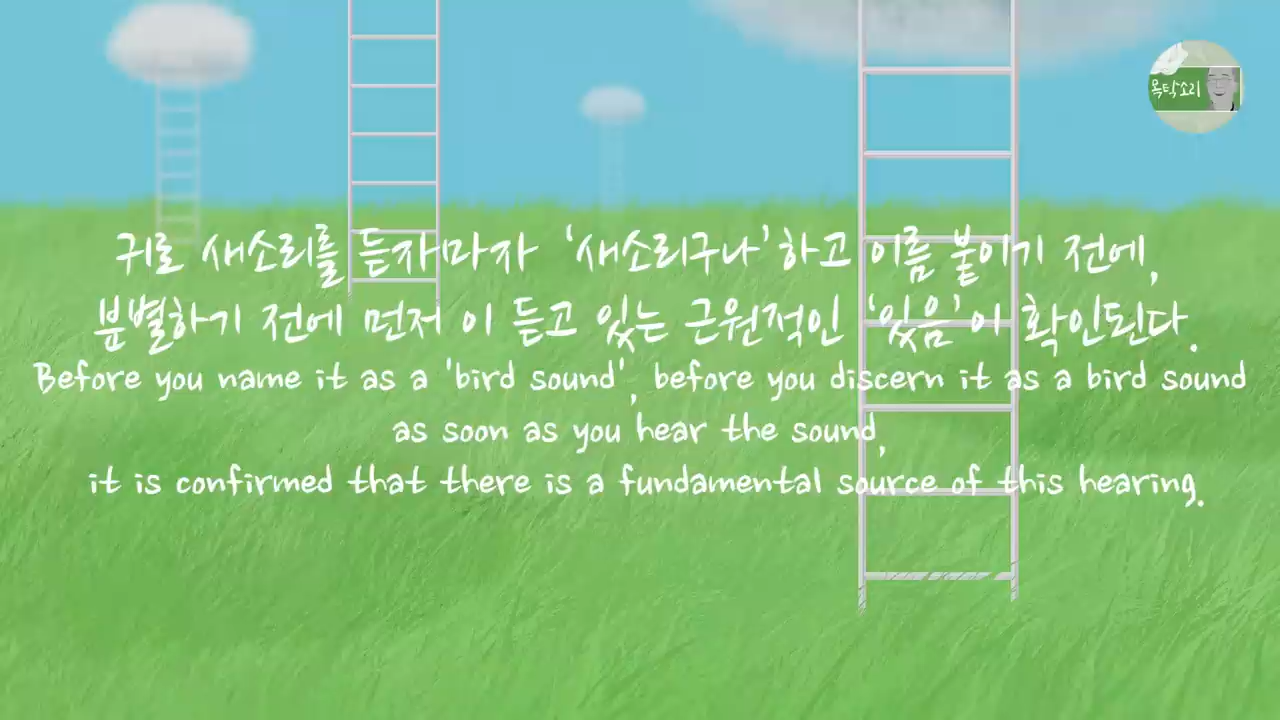 목탁소리
귀로 새소리를 듣자마자 ‘새소리구나’하고 이름 붙이기 전에,
분별하기 전에 먼저 이 듣고 있는 근원적인 ‘있음’이 확인된다.
Before you name it as a 'bird sound', before you discern it as a bird sound
as soon as you hear the sound,
it is confirmed that there is a fundamental source of this hearing.